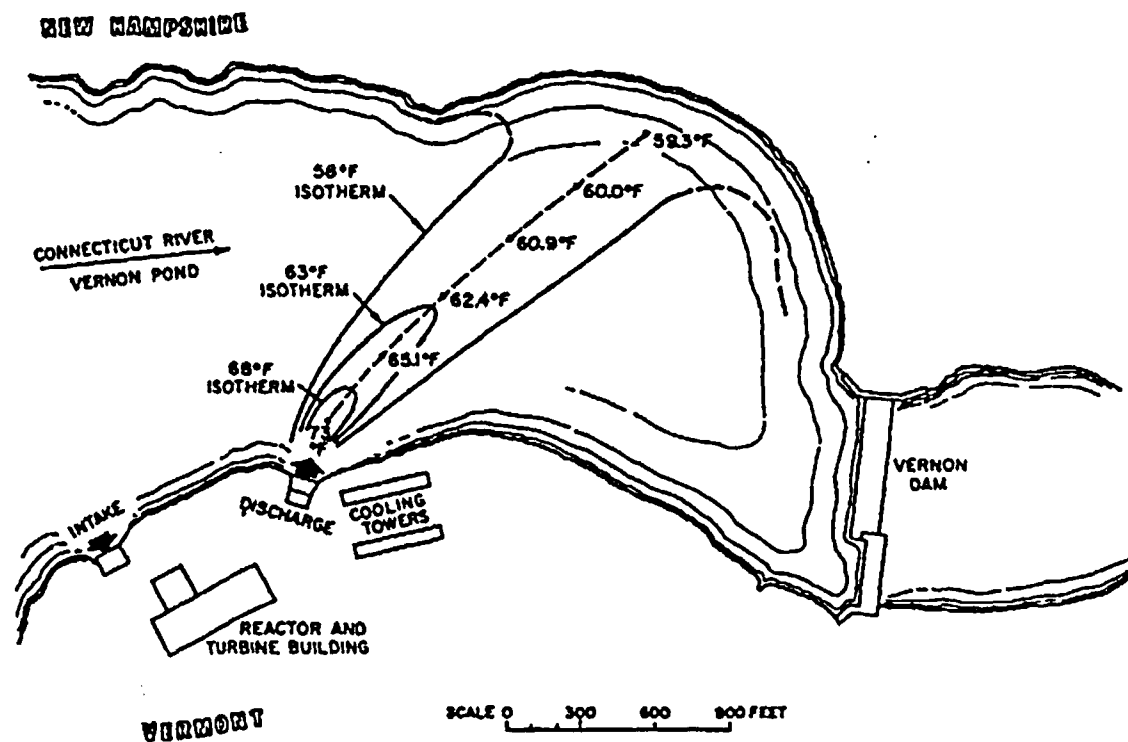 NEW HAMPSHIRE
59.3°F
58°F
ISOTHERM
60.0°F
60.9°F
CONNECTICUT RIVER
VERNON POND
63°F
ISOTHERM
62.4°F
65.1°F
68°F
ISOTHERM
73
°F
VERNON
DAM
INTAKE
DISCHARGE
COOLING
TOWERS
REACTOR AND
TURBINE BUILDING
VERMONT
SCALE 0 300 600 900 FEET